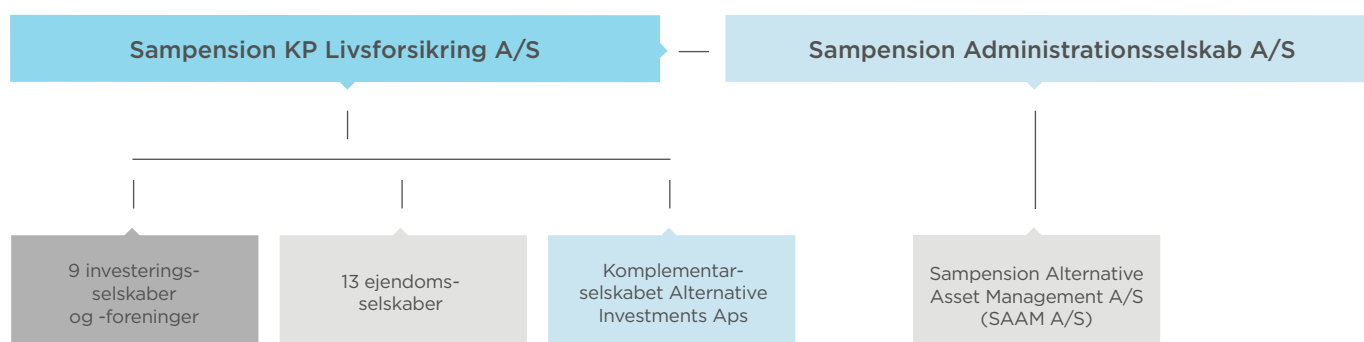 Sampension KP Livsforsikring A/S
Sampension Administrationsselskab A/S
9 investerings-
selskaber
og -foreninger
13 ejendoms-
selskaber
Komplementar-
selskabet Alternative
Investments Aps
Sampension Alternative
Asset Management A/S
(SAAM A/S)